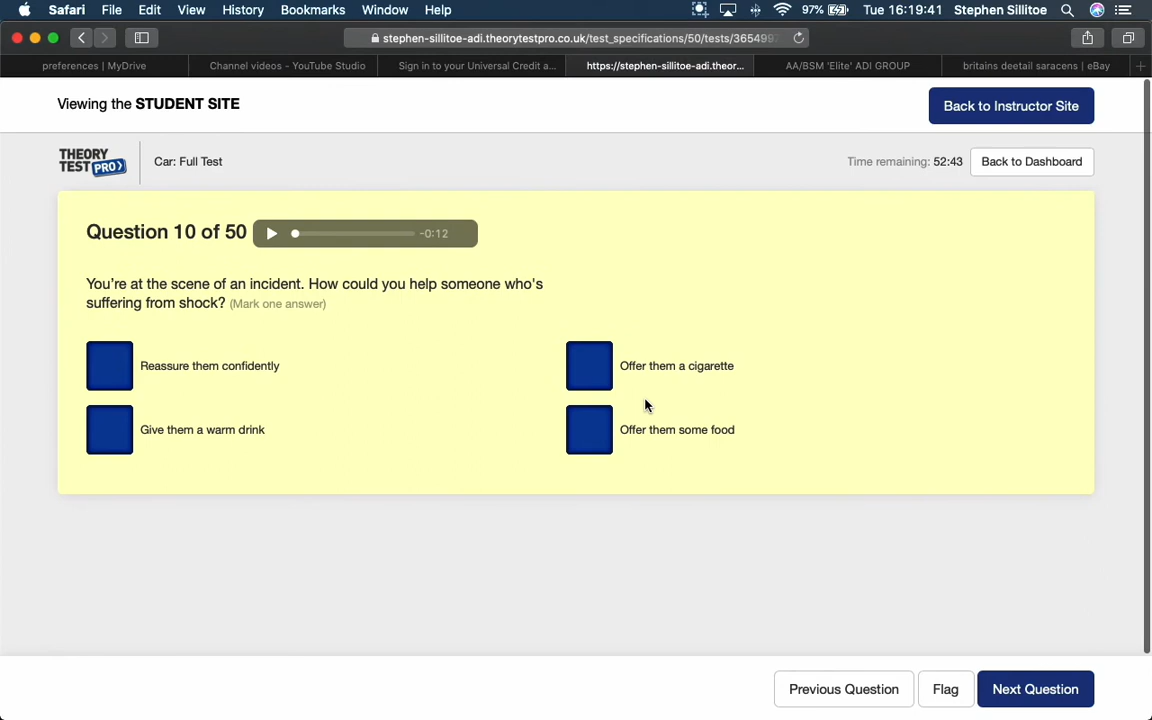 Safari File Edit View History Bookmarks Window Help 97% Tue 16:19:41 Stephen Sillitoe
stephen-sillitoe-adi.theorytestpro.co.uk/test_specifications/50/tests/365499
preferences | MyDrive Channel videos - YouTube Studio Sign in to your Universal Credit a... https://stephen-sillitoe-adi.theor... AA/BSM 'Elite' ADI GROUP britains deetail saracens | eBay
Viewing the STUDENT SITE Back to Instructor Site
THEORY
TEST PRO Car: Full Test Time remaining: 52:43 Back to Dashboard
Question 10 of 50 -0:12
You're at the scene of an incident. How could you help someone who's
suffering from shock? (Mark one answer)
Reassure them confidently Offer them a cigarette
Give them a warm drink Offer them some food
Previous Question Flag Next Question